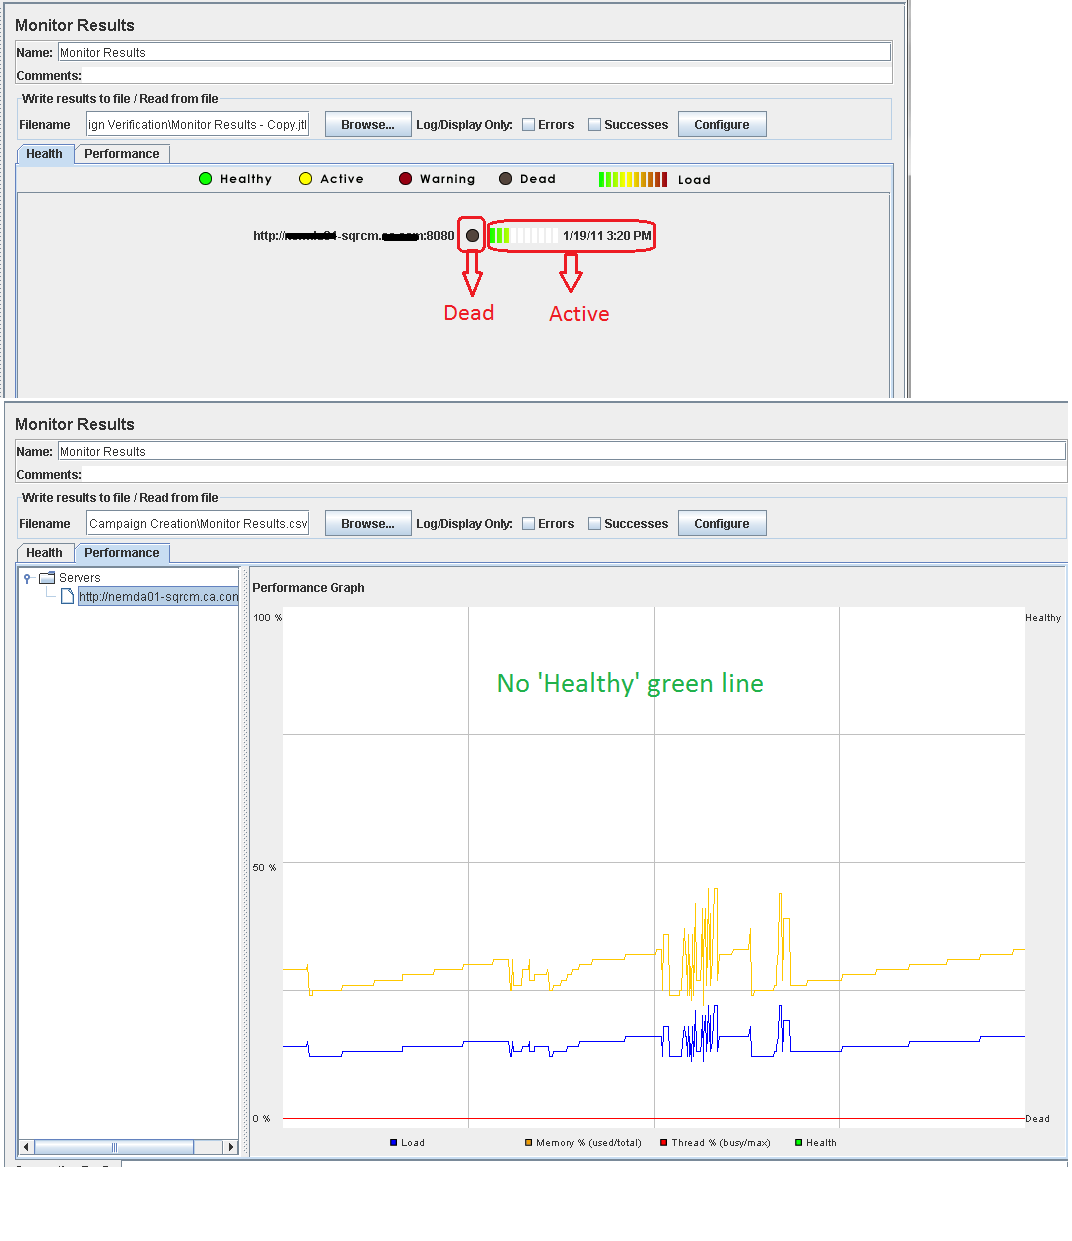 Monitor Results
Name: Monitor Results
Comments:
Write results to file / Read from file
Filename ign Verification\Monitor Results - Copy.jtl Browse... Log/Display Only: Errors Successes Configure
Health Performance
Healthy Active Warning Dead Load
http:// -sqrcm. :8080 1/19/11 3:20 PM
Dead Active
Monitor Results
Name: Monitor Results
Comments:
Write results to file / Read from file
Filename Campaign Creation\Monitor Results.csv Browse... Log/Display Only: Errors Successes Configure
Health Performance
Servers
http://nemda01-sqrcm.ca.con
Performance Graph
100 % Healthy
No 'Healthy' green line
50 %
0 % Dead
Load Memory % (used/total) Thread % (busy/max) Health